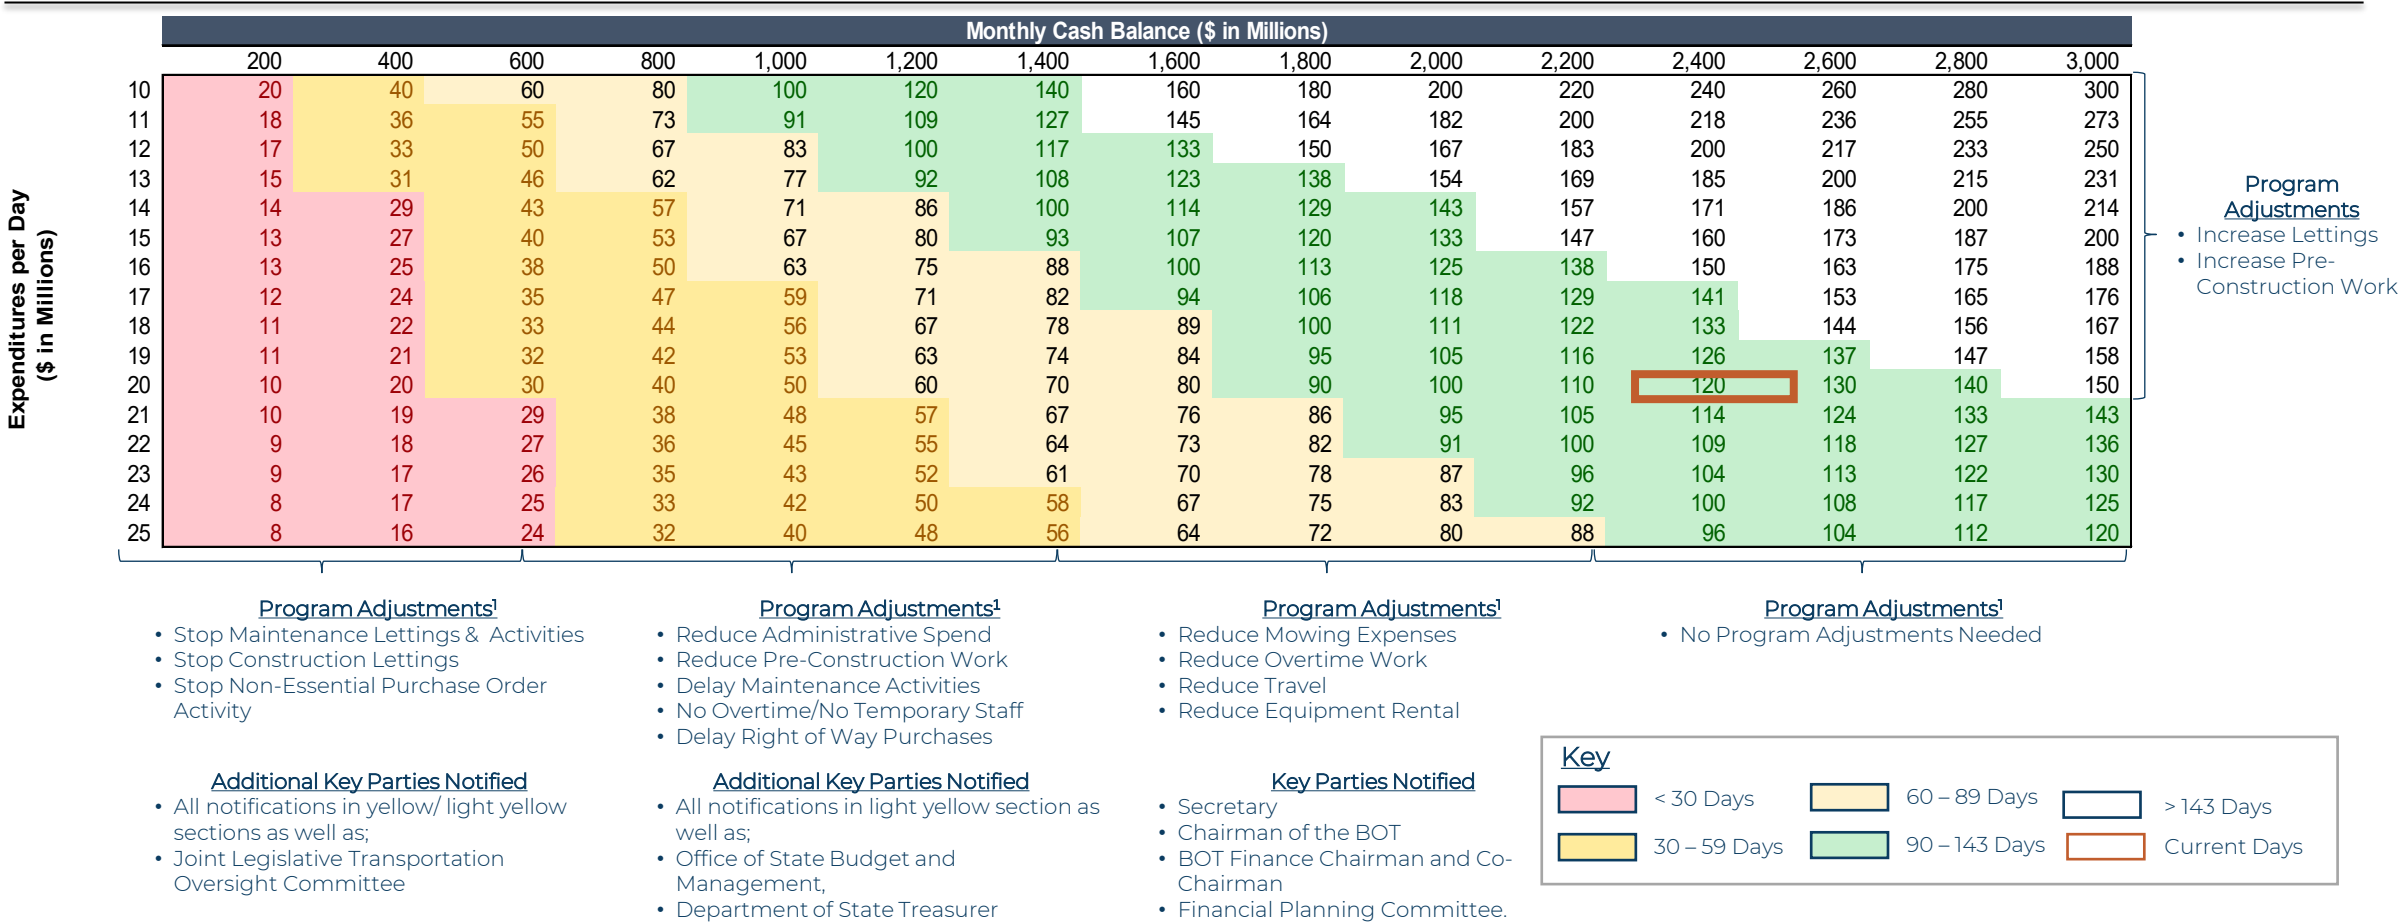 Monthly Cash Balance ($ in Millions)
200 400 600 800 1,000 1,200 1,400 1,600 1,800 2,000 2,200 2,400 2,600 2,800 3,000
Expenditures per Day
($ in Millions)
10 20 40 60 80 100 120 140 160 180 200 220 240 260 280 300
11 18 36 55 73 91 109 127 145 164 182 200 218 236 255 273
12 17 33 50 67 83 100 117 133 150 167 183 200 217 233 250
13 15 31 46 62 77 92 108 123 138 154 169 185 200 215 231
14 14 29 43 57 71 86 100 114 129 143 157 171 186 200 214
15 13 27 40 53 67 80 93 107 120 133 147 160 173 187 200
16 13 25 38 50 63 75 88 100 113 125 138 150 163 175 188
17 12 24 35 47 59 71 82 94 106 118 129 141 153 165 176
18 11 22 33 44 56 67 78 89 100 111 122 133 144 156 167
19 11 21 32 42 53 63 74 84 95 105 116 126 137 147 158
20 10 20 30 40 50 60 70 80 90 100 110 120 130 140 150
21 10 19 29 38 48 57 67 76 86 95 105 114 124 133 143
22 9 18 27 36 45 55 64 73 82 91 100 109 118 127 136
23 9 17 26 35 43 52 61 70 78 87 96 104 113 122 130
24 8 17 25 33 42 50 58 67 75 83 92 100 108 117 125
25 8 16 24 32 40 48 56 64 72 80 88 96 104 112 120
Program
Adjustments
• Increase Lettings
• Increase Pre-
Construction Work
Program Adjustments¹
• Stop Maintenance Lettings & Activities
• Stop Construction Lettings
• Stop Non-Essential Purchase Order
Activity
Additional Key Parties Notified
• All notifications in yellow/ light yellow
sections as well as;
• Joint Legislative Transportation
Oversight Committee
Program Adjustments¹
• Reduce Administrative Spend
• Reduce Pre-Construction Work
• Delay Maintenance Activities
• No Overtime/No Temporary Staff
• Delay Right of Way Purchases
Additional Key Parties Notified
• All notifications in light yellow section as
well as;
• Office of State Budget and
Management,
• Department of State Treasurer
Program Adjustments¹
• Reduce Mowing Expenses
• Reduce Overtime Work
• Reduce Travel
• Reduce Equipment Rental
Key Parties Notified
• Secretary
• Chairman of the BOT
• BOT Finance Chairman and Co-
Chairman
• Financial Planning Committee.
Program Adjustments¹
• No Program Adjustments Needed
Key
< 30 Days
60 – 89 Days
> 143 Days
30 – 59 Days
90 – 143 Days
Current Days